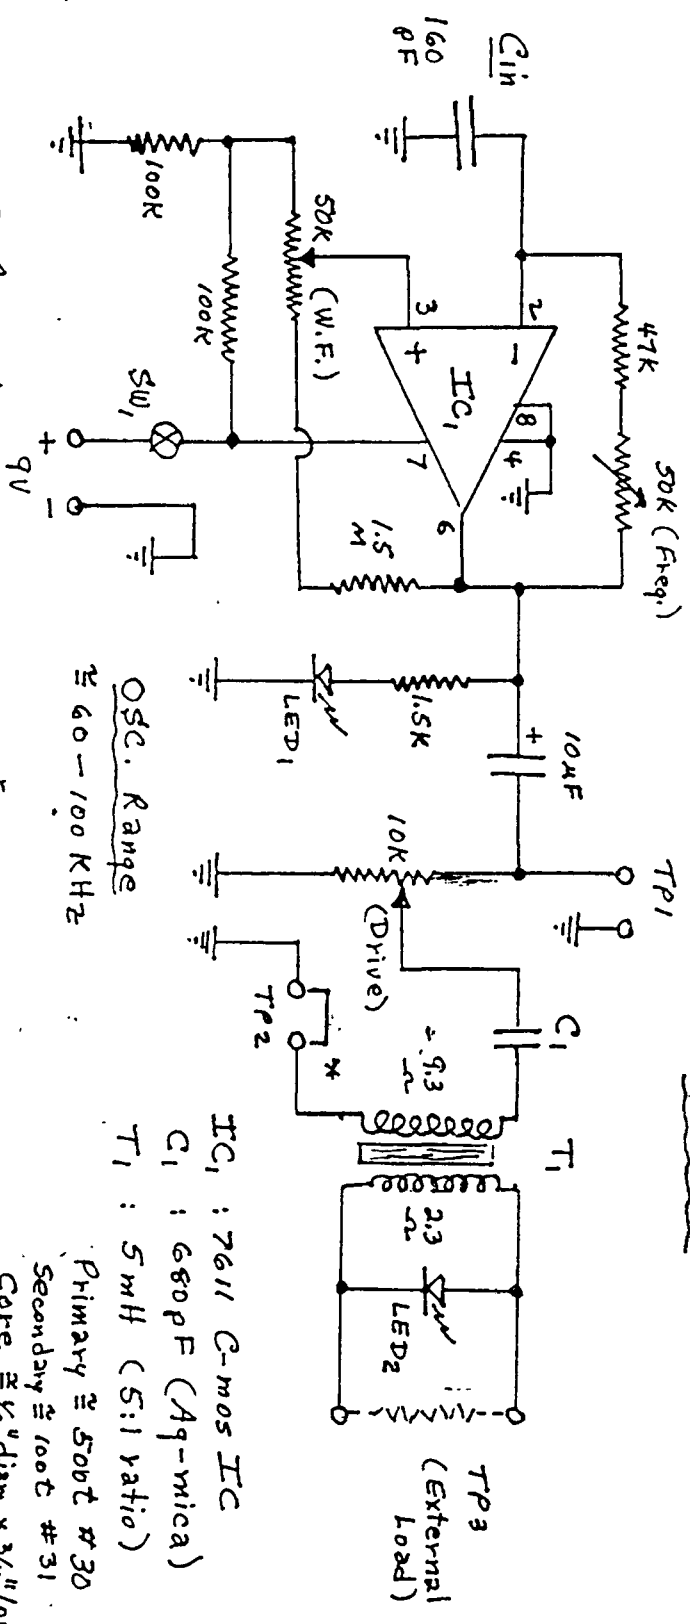 Cin
160
pF
47K
50K (Freq.)
2
3
8
4
7
6
IC1
50K
(W.F.)
100K
100K
SW1
+
9V
-
1.5
M
1.5K
LED1
+
10µF
TP1
10K
(Drive)
TP2
*
C1
9.3
Ω
T1
2.3
Ω
LED2
TP3
(External
Load)
OSC. Range
≅ 60 - 100 KHz
IC1 : 7611 C-mos IC
C1 : 680pF (Ag-mica)
T1 : 5mH (5:1 ratio)
Primary ≅ 500t #30
Secondary ≅ 100t #31